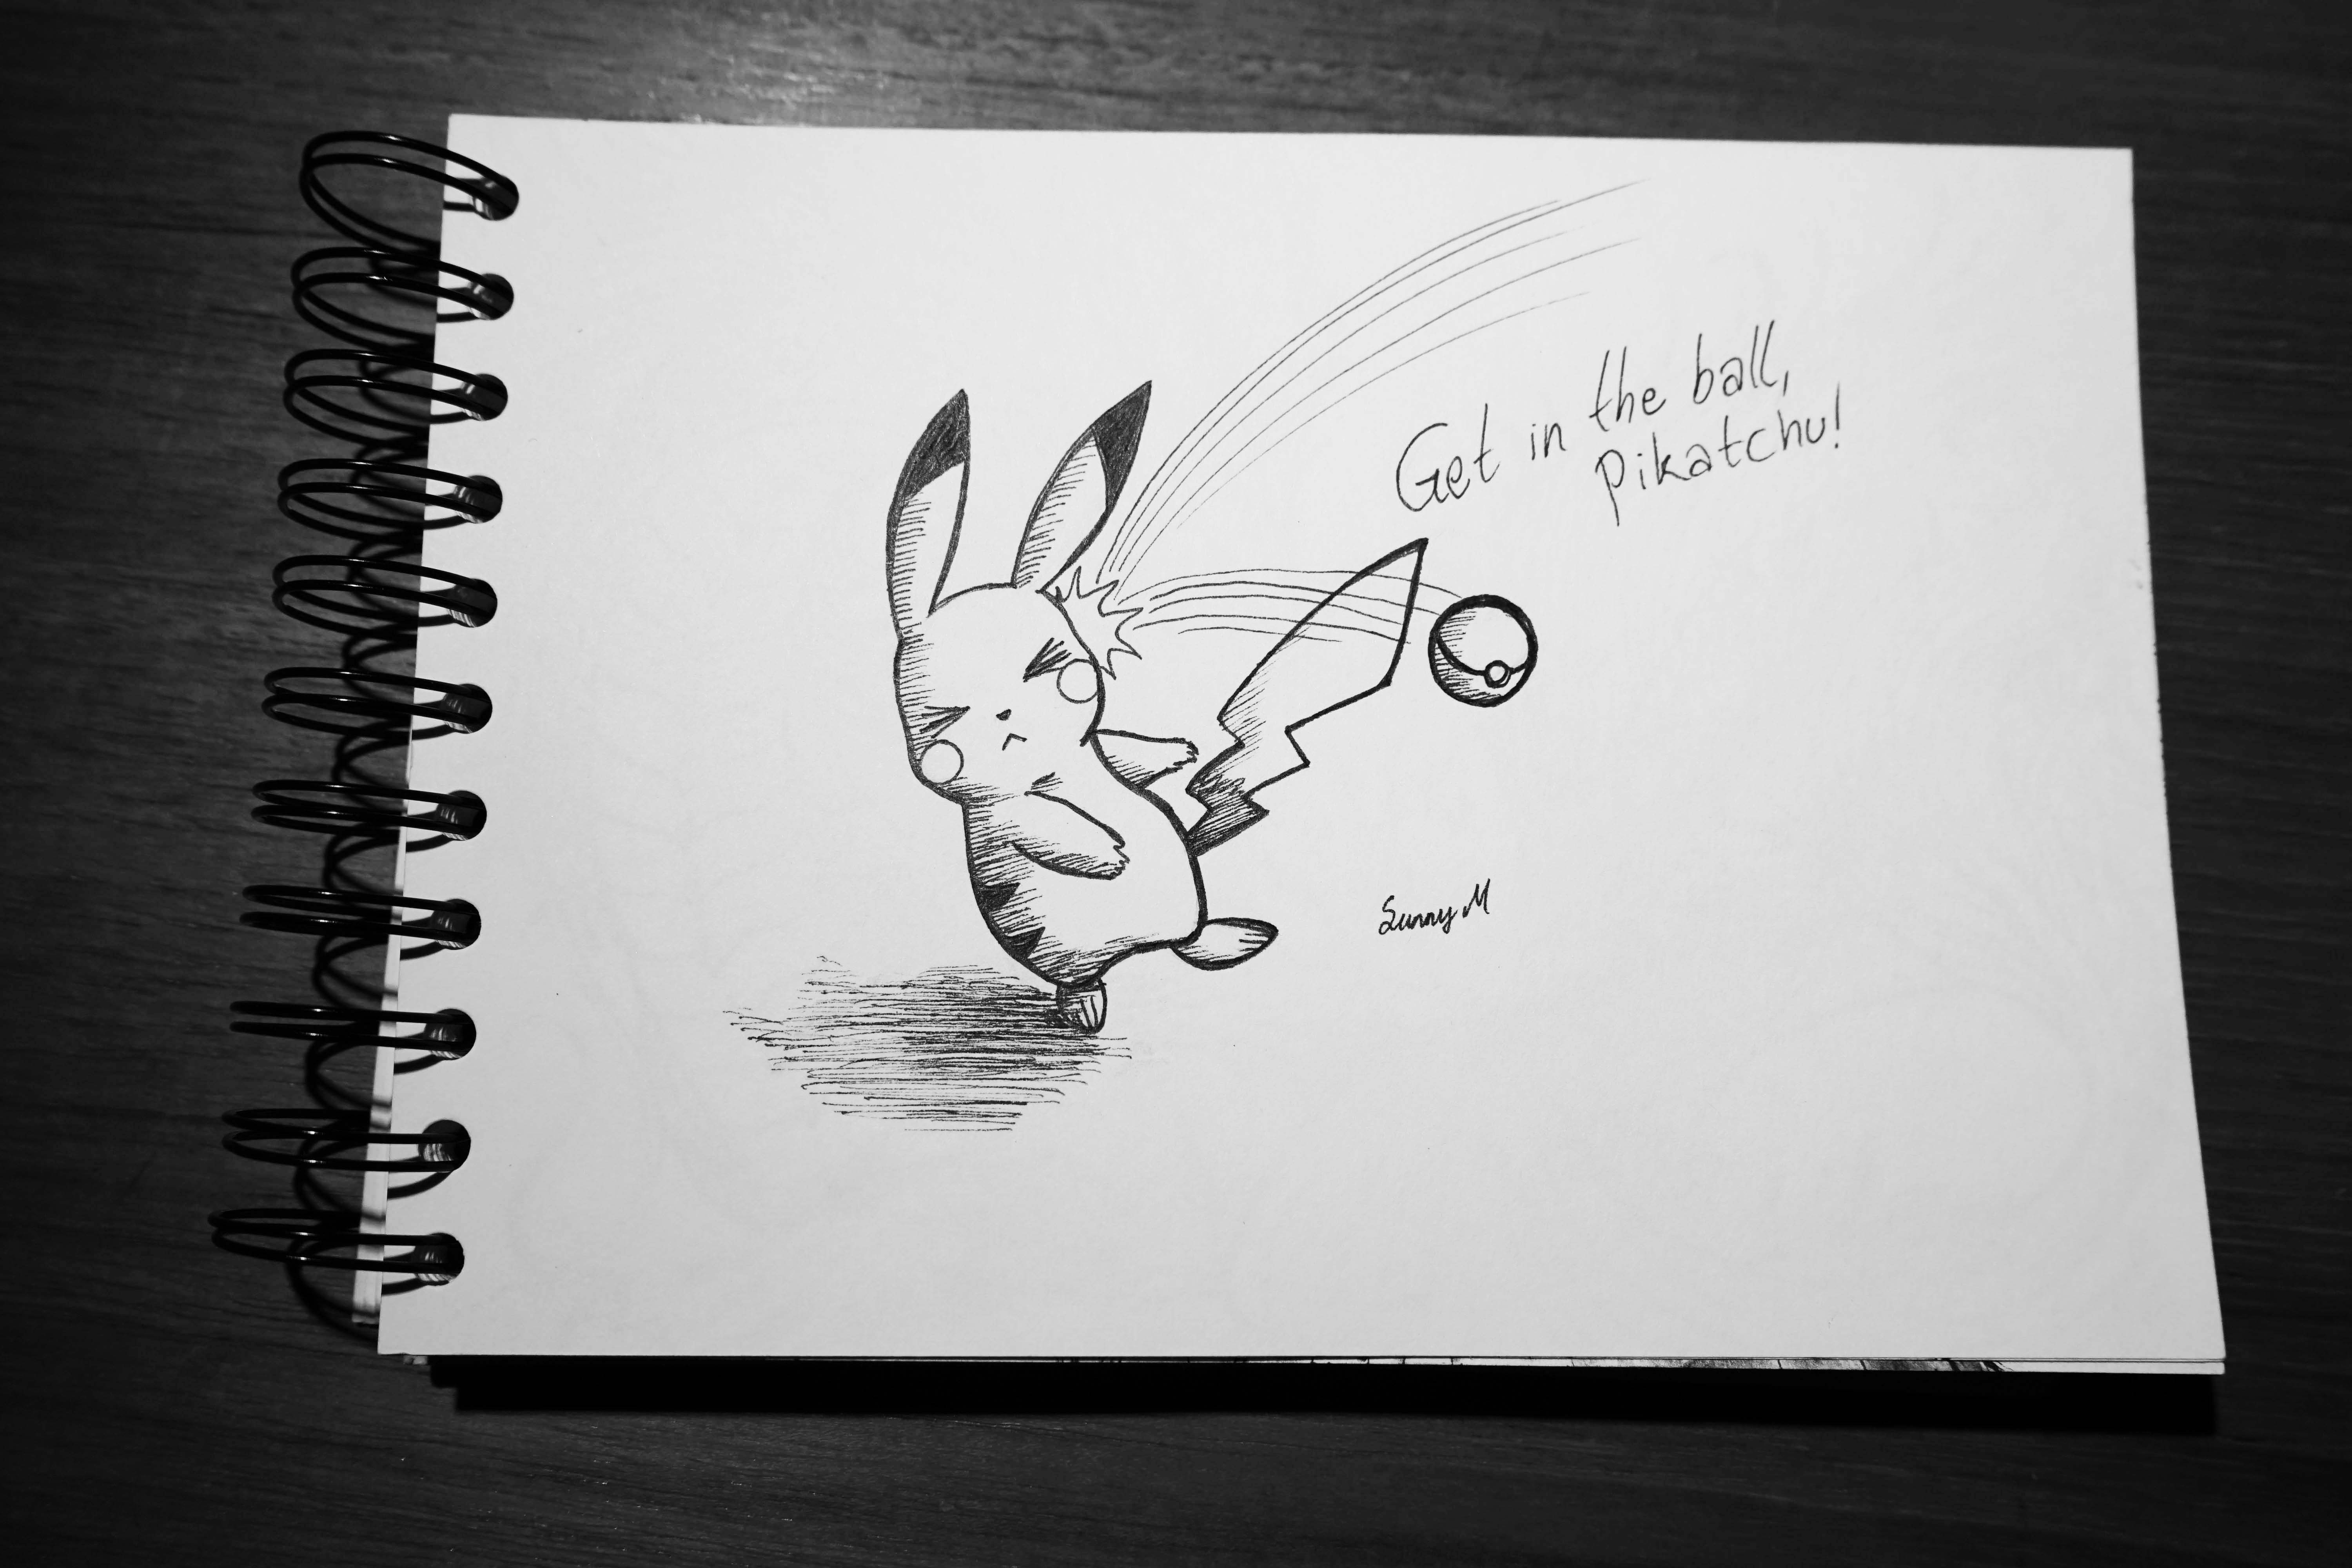 Get in the ball,
Pikatchu!
Sunny M